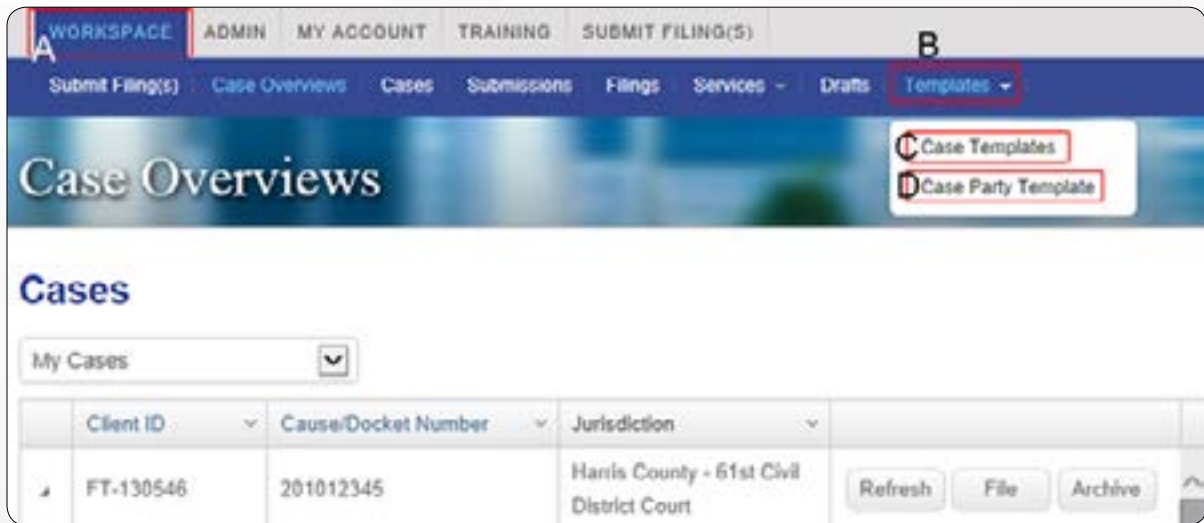 A WORKSPACE ADMIN MY ACCOUNT TRAINING SUBMIT FILING(S)
B
Submit Filing(s) Case Overviews Cases Submissions Filings Services Drafts Templates
Case Overviews
C Case Templates
D Case Party Template
Cases
My Cases
Client ID Cause/Docket Number Jurisdiction
FT-130546 201012345 Harris County - 61st Civil
District Court
Refresh File Archive